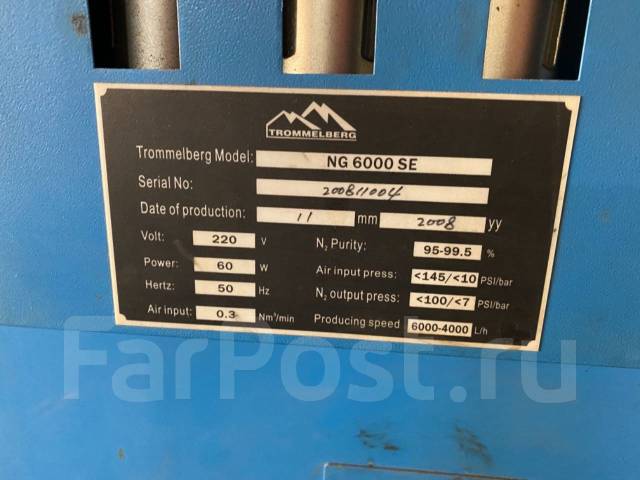 TROMMELBERG
Trommelberg Model: NG 6000 SE
Serial No: 200811004
Date of production: 11 mm 2008 yy
Volt: 220 V
Power: 60 W
Hertz: 50 Hz
Air input: 0.3 Nm³/min
N₂ Purity: 95-99.5 %
Air input press: <145/<10 PSI/bar
N₂ output press: <100/<7 PSI/bar
Producing speed 6000-4000 L/h
FarPost.ru